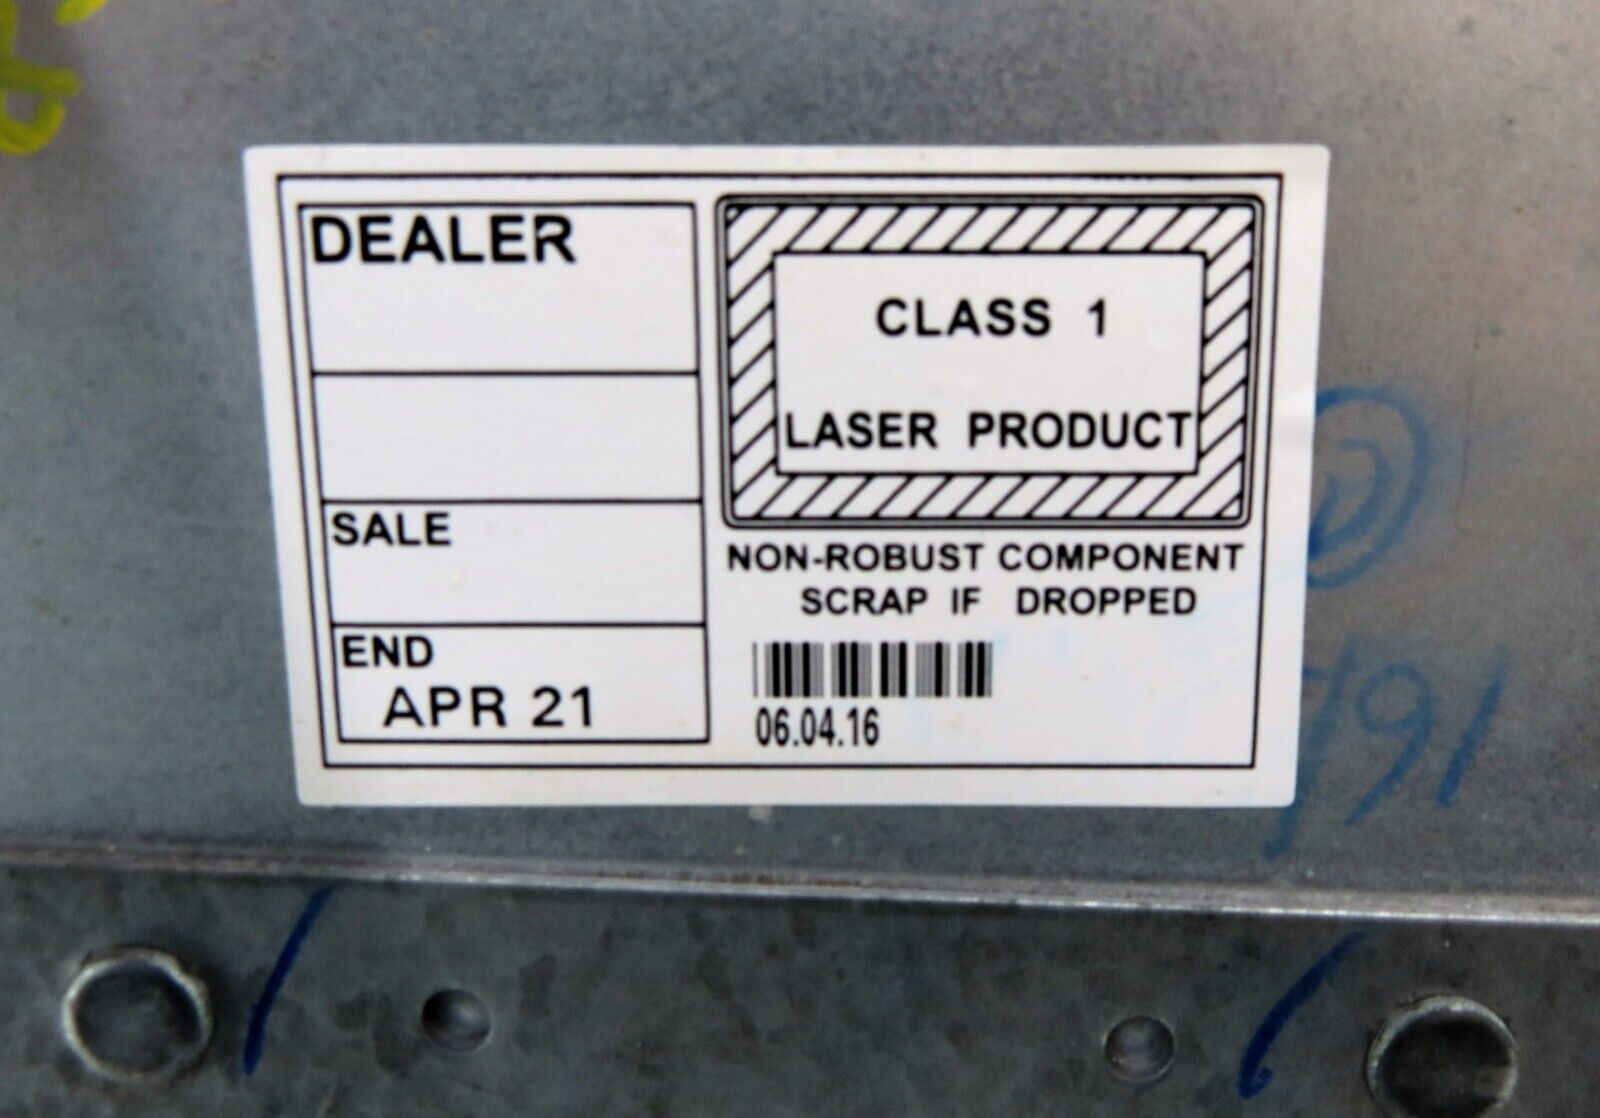 DEALER
SALE
END
APR 21
CLASS 1
LASER PRODUCT
NON-ROBUST COMPONENT
SCRAP IF DROPPED
06.04.16